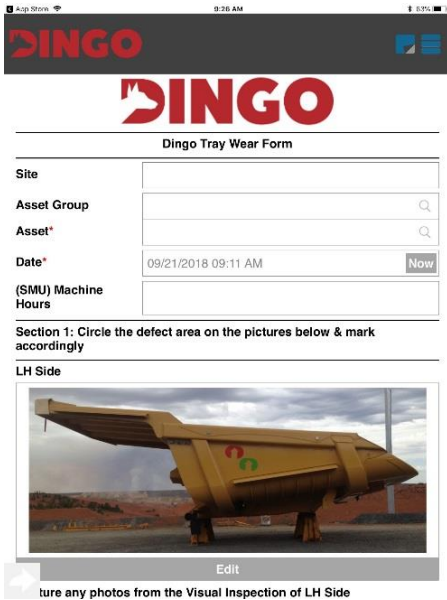 App Store
9:26 AM
63%
DINGO
DINGO
Dingo Tray Wear Form
Site
Asset Group
Asset*
Date*
09/21/2018 09:11 AM
Now
(SMU) Machine
Hours
Section 1: Circle the defect area on the pictures below & mark
accordingly
LH Side
Edit
ture any photos from the Visual Inspection of LH Side